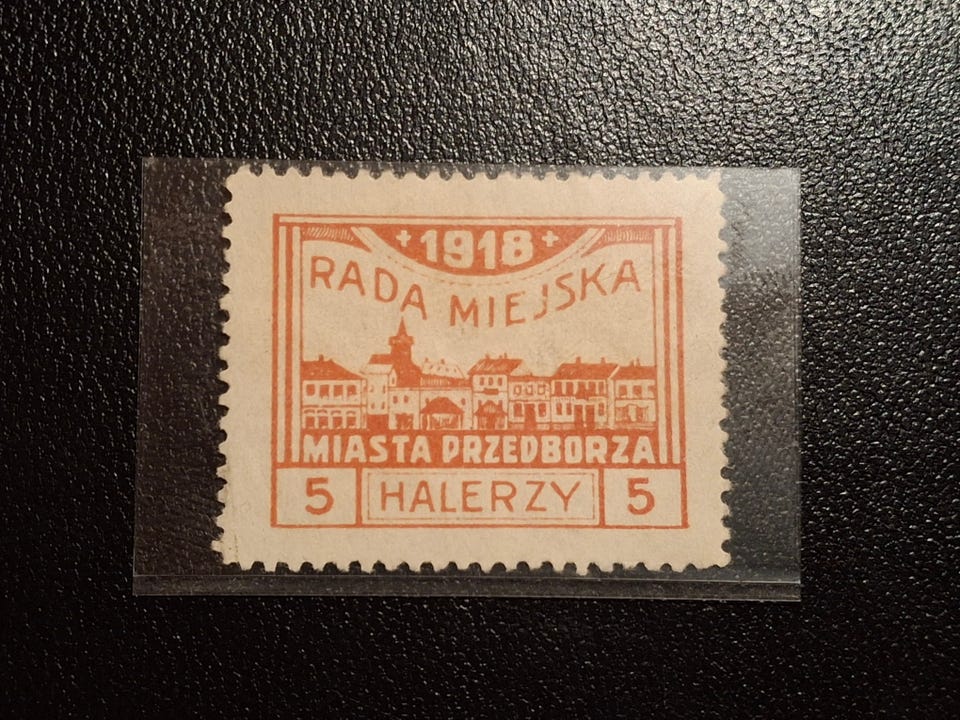 +1918+
RADA MIEJSKA
MIASTA PRZEDBORZA
5 HALERZY 5